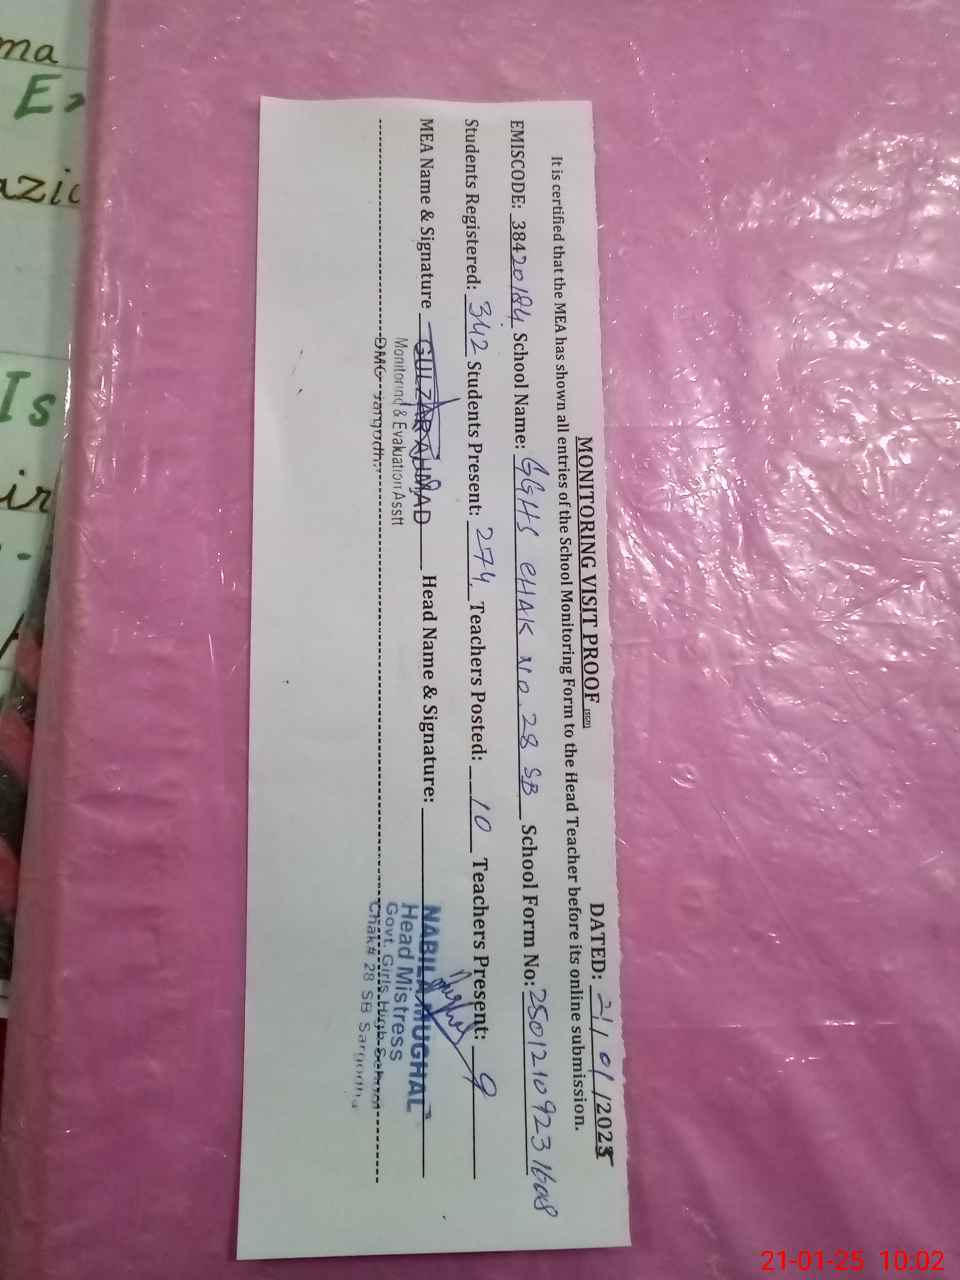 MONITORING VISIT PROOF
DATED: 21/01/2025
It is certified that the MEA has shown all entries of the School Monitoring Form to the Head Teacher before its online submission.
EMISCODE: 38420184 School Name: GGHS CHAK NO. 28 SB School Form No: 2501210923
Students Registered: 342 Students Present: 274 Teachers Posted: 10 Teachers Present: 9
MEA Name & Signature GULZAR AHMAD Head Name & Signature: NABILA MUGHAL
Monitoring & Evaluation Asstt
DMO Sargodha
Head Mistress
Govt. Girls High School
Chak# 28 SB Sargodha
ma
Is
21-01-25 10:02